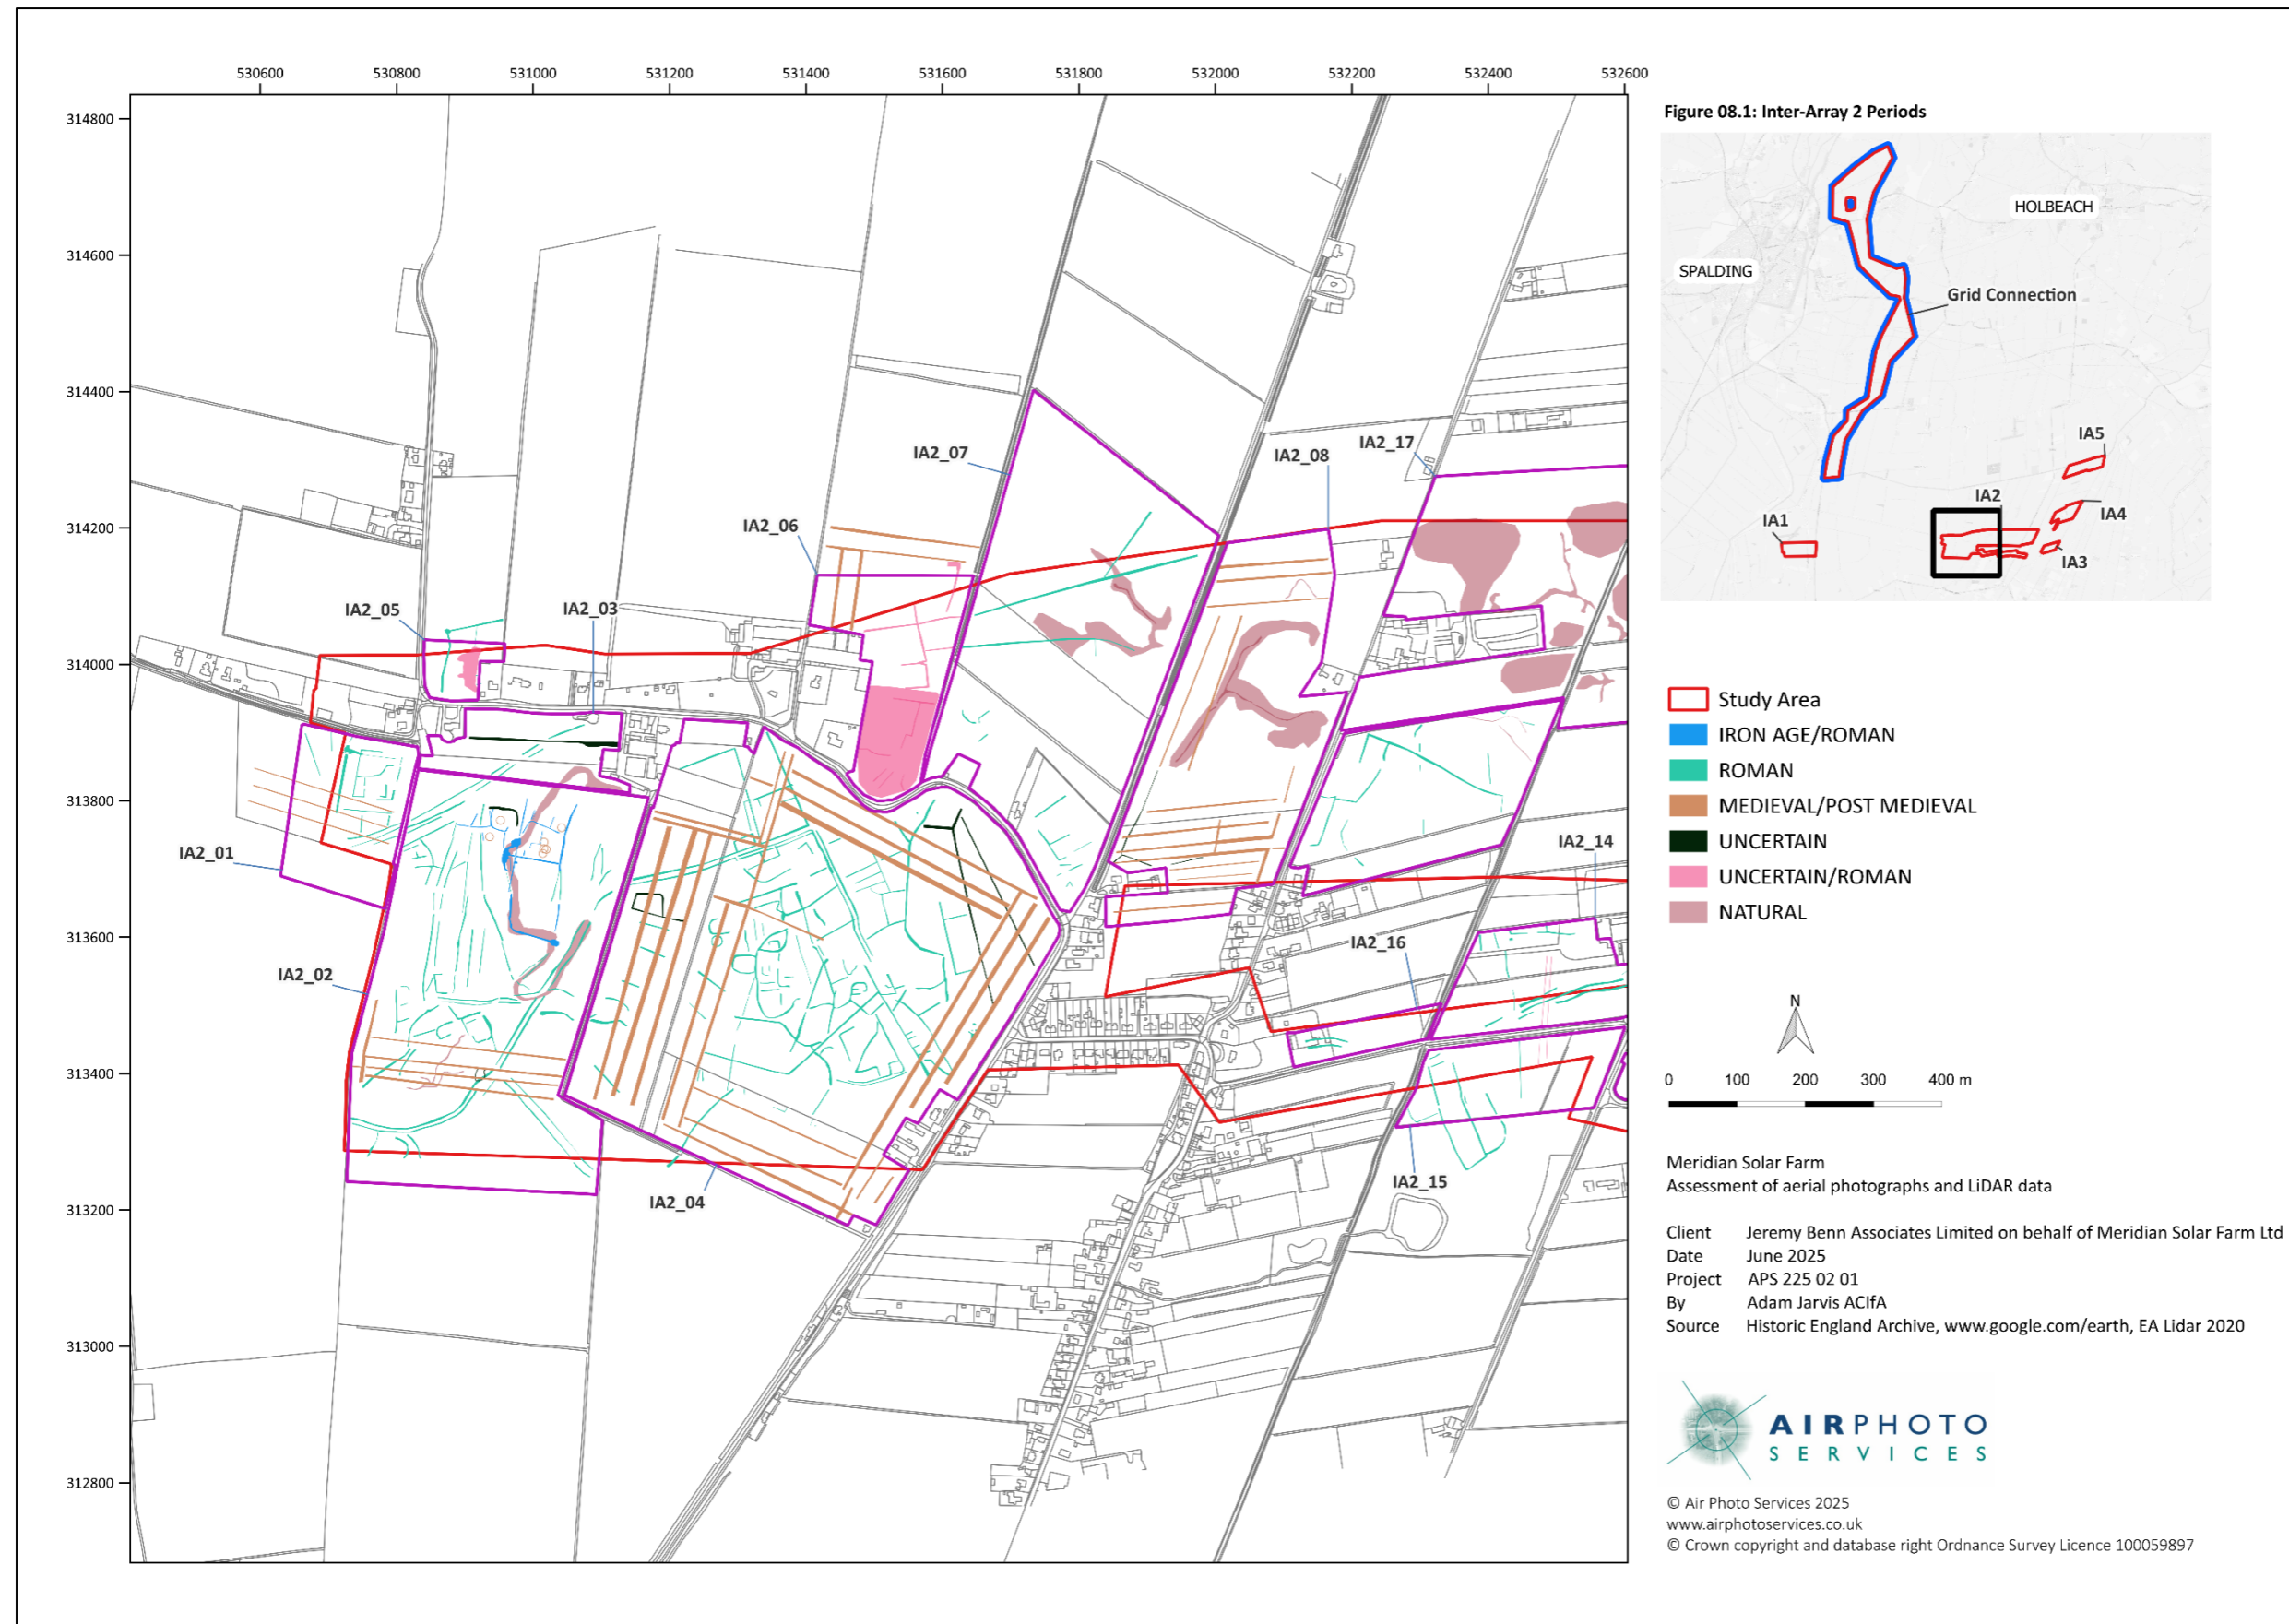 530600 530800 531000 531200 531400 531600 531800 532000 532200 532400 532600
314800
314600
314400
314200
314000
313800
313600
313400
313200
313000
312800
IA2_17
IA2_07
IA2_08
IA2_06
IA2_05
IA2_03
IA2_01
IA2_14
IA2_16
IA2_02
IA2_15
IA2_04
Figure 08.1: Inter-Array 2 Periods
HOLBEACH
SPALDING
Grid Connection
IA5
IA2
IA4
IA1
IA3
Study Area
IRON AGE/ROMAN
ROMAN
MEDIEVAL/POST MEDIEVAL
UNCERTAIN
UNCERTAIN/ROMAN
NATURAL
N
0 100 200 300 400 m
Meridian Solar Farm
Assessment of aerial photographs and LiDAR data
Client Jeremy Benn Associates Limited on behalf of Meridian Solar Farm Ltd
Date June 2025
Project APS 225 02 01
By Adam Jarvis ACIfA
Source Historic England Archive, www.google.com/earth, EA Lidar 2020
AIRPHOTO
SERVICES
© Air Photo Services 2025
www.airphotoservices.co.uk
© Crown copyright and database right Ordnance Survey Licence 100059897